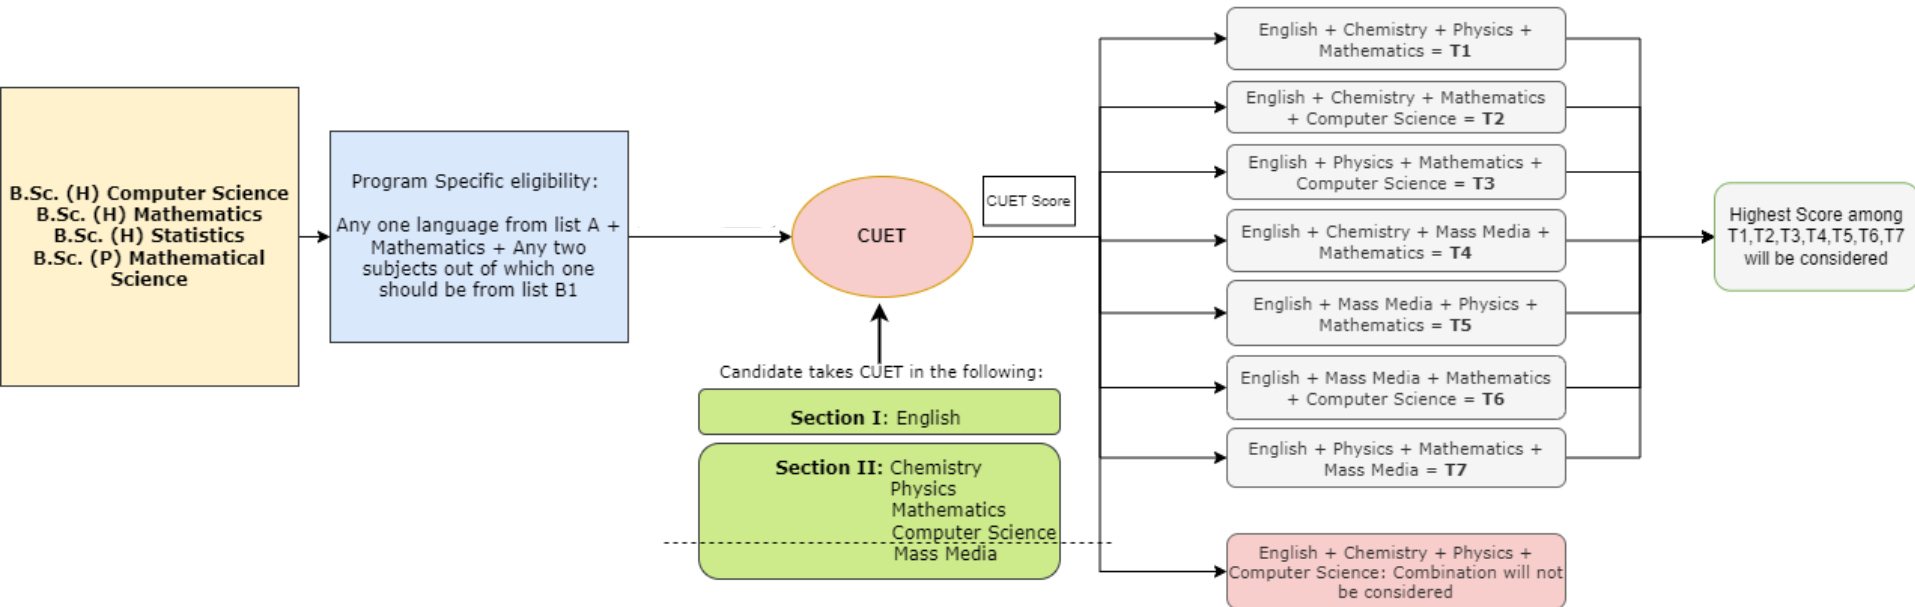 B.Sc. (H) Computer Science
B.Sc. (H) Mathematics
B.Sc. (H) Statistics
B.Sc. (P) Mathematical
Science
Program Specific eligibility:
Any one language from list A +
Mathematics + Any two
subjects out of which one
should be from list B1
CUET
Candidate takes CUET in the following:
Section I: English
Section II: Chemistry
Physics
Mathematics
Computer Science
Mass Media
CUET Score
English + Chemistry + Physics +
Mathematics = T1
English + Chemistry + Mathematics
+ Computer Science = T2
English + Physics + Mathematics +
Computer Science = T3
English + Chemistry + Mass Media +
Mathematics = T4
English + Mass Media + Physics +
Mathematics = T5
English + Mass Media + Mathematics
+ Computer Science = T6
English + Physics + Mathematics +
Mass Media = T7
English + Chemistry + Physics +
Computer Science: Combination will not
be considered
Highest Score among
T1,T2,T3,T4,T5,T6,T7
will be considered